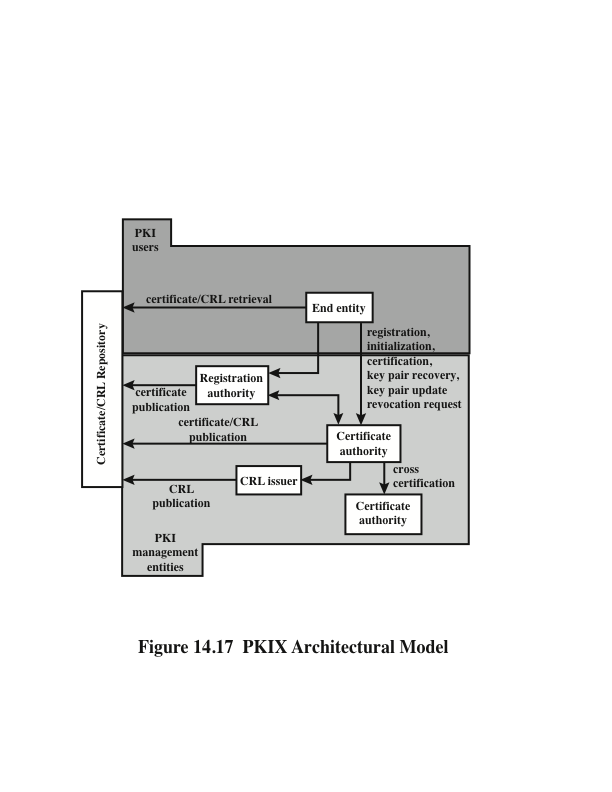 PKI
users
certificate/CRL retrieval
End entity
Certificate/CRL Repository
registration,
initialization,
certification,
key pair recovery,
key pair update
revocation request
Registration
authority
certificate
publication
certificate/CRL
publication
Certificate
authority
CRL issuer
cross
certification
CRL
publication
Certificate
authority
PKI
management
entities
Figure 14.17 PKIX Architectural Model